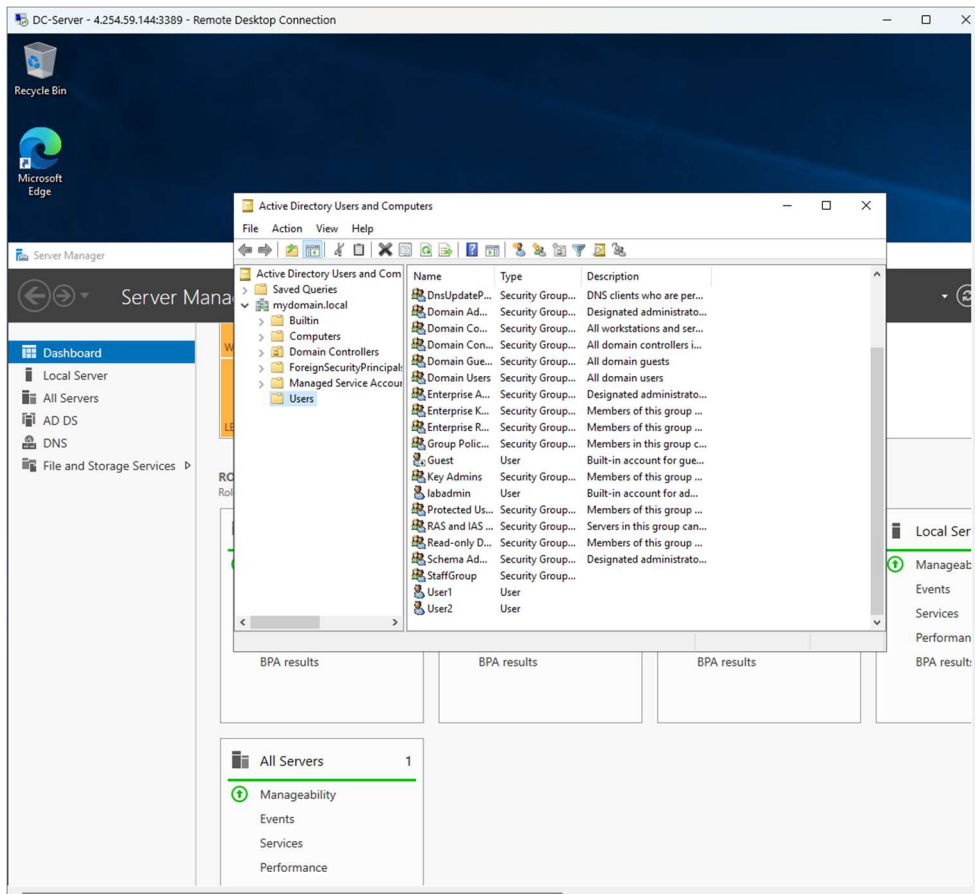 DC-Server - 4.254.59.144:3389 - Remote Desktop Connection
Recycle Bin
Microsoft
Edge
Active Directory Users and Computers
File Action View Help
Active Directory Users and Com
Saved Queries
mydomain.local
Builtin
Computers
Domain Controllers
ForeignSecurityPrincipals
Managed Service Accour
Users
Name Type Description
DnsUpdateP... Security Group... DNS clients who are per...
Domain Ad... Security Group... Designated administrato...
Domain Co... Security Group... All workstations and ser...
Domain Con... Security Group... All domain controllers i...
Domain Gue... Security Group... All domain guests
Domain Users Security Group... All domain users
Enterprise A... Security Group... Designated administrato...
Enterprise K... Security Group... Members of this group ...
Enterprise R... Security Group... Members of this group ...
Group Polic... Security Group... Members in this group c...
Guest User Built-in account for gue...
Key Admins Security Group... Members of this group ...
labadmin User Built-in account for ad...
Protected Us... Security Group... Members of this group ...
RAS and IAS ... Security Group... Servers in this group can...
Read-only D... Security Group... Members of this group ...
Schema Ad... Security Group... Designated administrato...
StaffGroup Security Group...
User1 User
User2 User
Server Manager
Server Mana
Dashboard
Local Server
All Servers
AD DS
DNS
File and Storage Services
W
LE
RO
Rol
BPA results
BPA results
BPA results
Local Ser
Manageab
Events
Services
Performan
BPA results
All Servers 1
Manageability
Events
Services
Performance